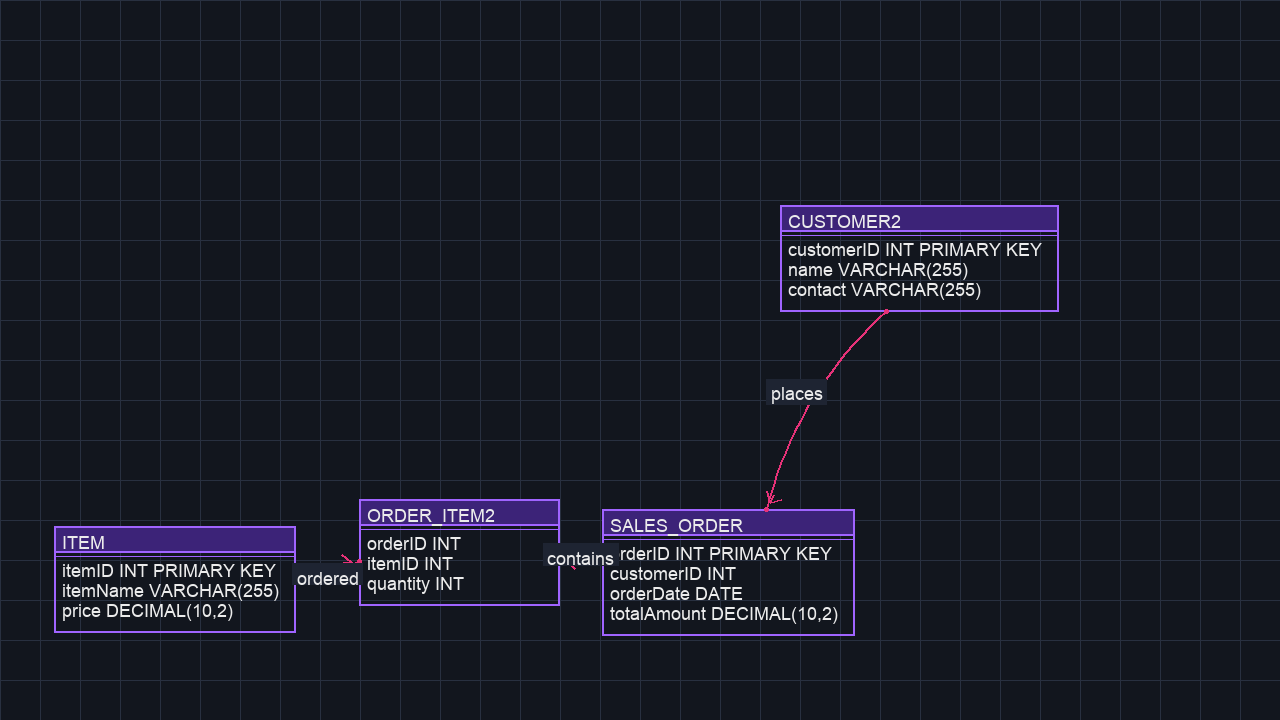 CUSTOMER2
customerID INT PRIMARY KEY
name VARCHAR(255)
contact VARCHAR(255)
places
ORDER_ITEM2
orderID INT
itemID INT
quantity INT
SALES_ORDER
rderID INT PRIMARY KEY
customerID INT
orderDate DATE
totalAmount DECIMAL(10,2)
contains
ITEM
itemID INT PRIMARY KEY
itemName VARCHAR(255)
price DECIMAL(10,2)
ordered